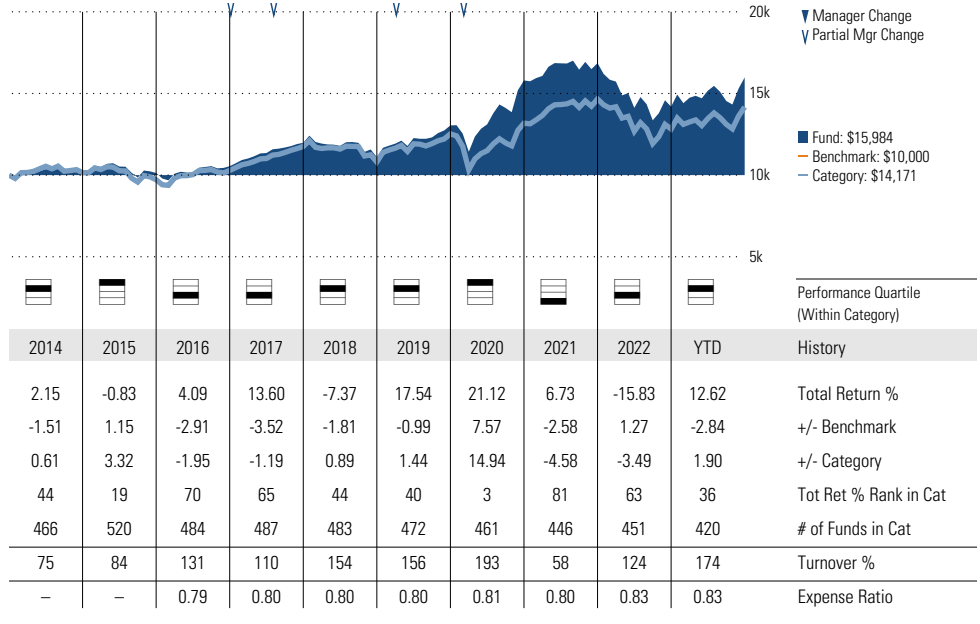 20k
Manager Change
Partial Mgr Change
15k
Fund: $15,984
Benchmark: $10,000
Category: $14,171
10k
5k
Performance Quartile
(Within Category)
2014 2015 2016 2017 2018 2019 2020 2021 2022 YTD History
2.15 -0.83 4.09 13.60 -7.37 17.54 21.12 6.73 -15.83 12.62 Total Return %
-1.51 1.15 -2.91 -3.52 -1.81 -0.99 7.57 -2.58 1.27 -2.84 +/- Benchmark
0.61 3.32 -1.95 -1.19 0.89 1.44 14.94 -4.58 -3.49 1.90 +/- Category
44 19 70 65 44 40 3 81 63 36 Tot Ret % Rank in Cat
466 520 484 487 483 472 461 446 451 420 # of Funds in Cat
75 84 131 110 154 156 193 58 124 174 Turnover %
– – 0.79 0.80 0.80 0.80 0.81 0.80 0.83 0.83 Expense Ratio